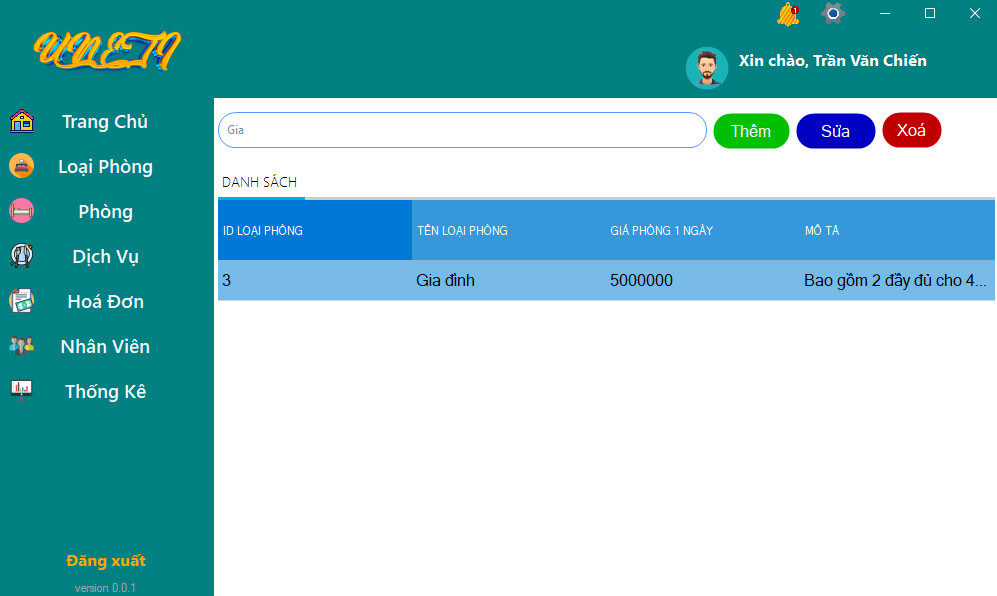 UNETI
1
Xin chào, Trần Văn Chiến
Trang Chủ
Loại Phòng
Phòng
Dịch Vụ
Hoá Đơn
Nhân Viên
Thống Kê
Đăng xuất
version 0.0.1
Gia
Thêm
Sửa
Xoá
DANH SÁCH
ID LOẠI PHÒNG TÊN LOẠI PHÒNG GIÁ PHÒNG 1 NGÀY MÔ TẢ
3 Gia đình 5000000 Bao gồm 2 đầy đủ cho 4...